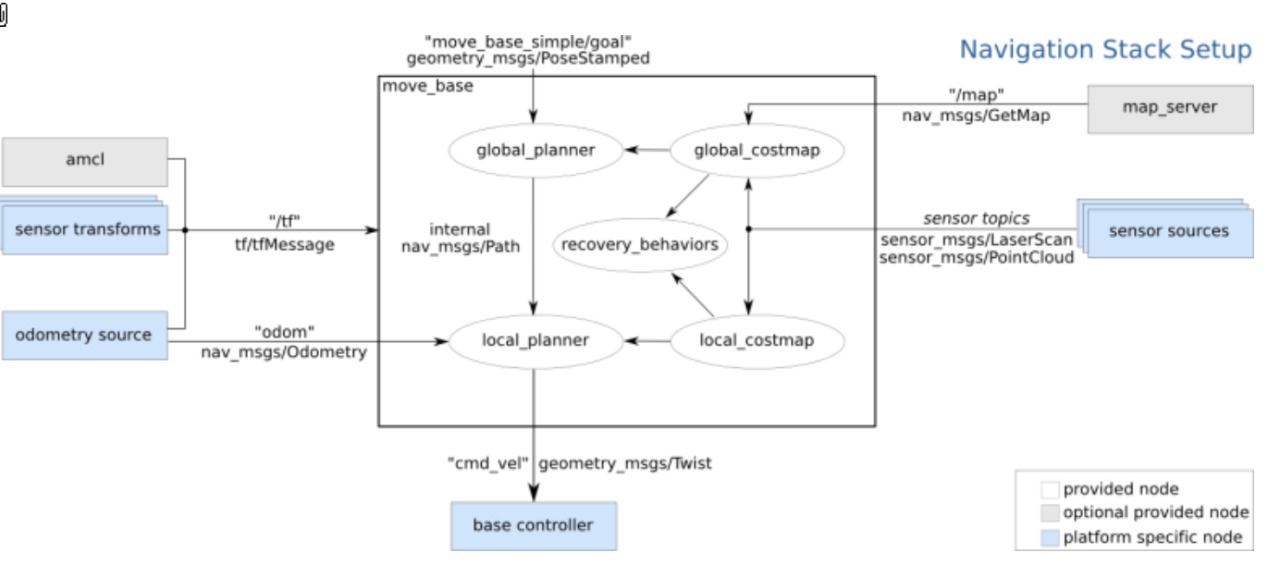 "move_base_simple/goal"
geometry_msgs/PoseStamped
Navigation Stack Setup
move_base
"/map"
nav_msgs/GetMap
map_server
amcl
global_planner
global_costmap
sensor transforms
"/tf"
tf/tfMessage
internal
nav_msgs/Path
recovery_behaviors
sensor topics
sensor_msgs/LaserScan
sensor_msgs/PointCloud
sensor sources
odometry source
"odom"
nav_msgs/Odometry
local_planner
local_costmap
"cmd_vel" geometry_msgs/Twist
base controller
provided node
optional provided node
platform specific node